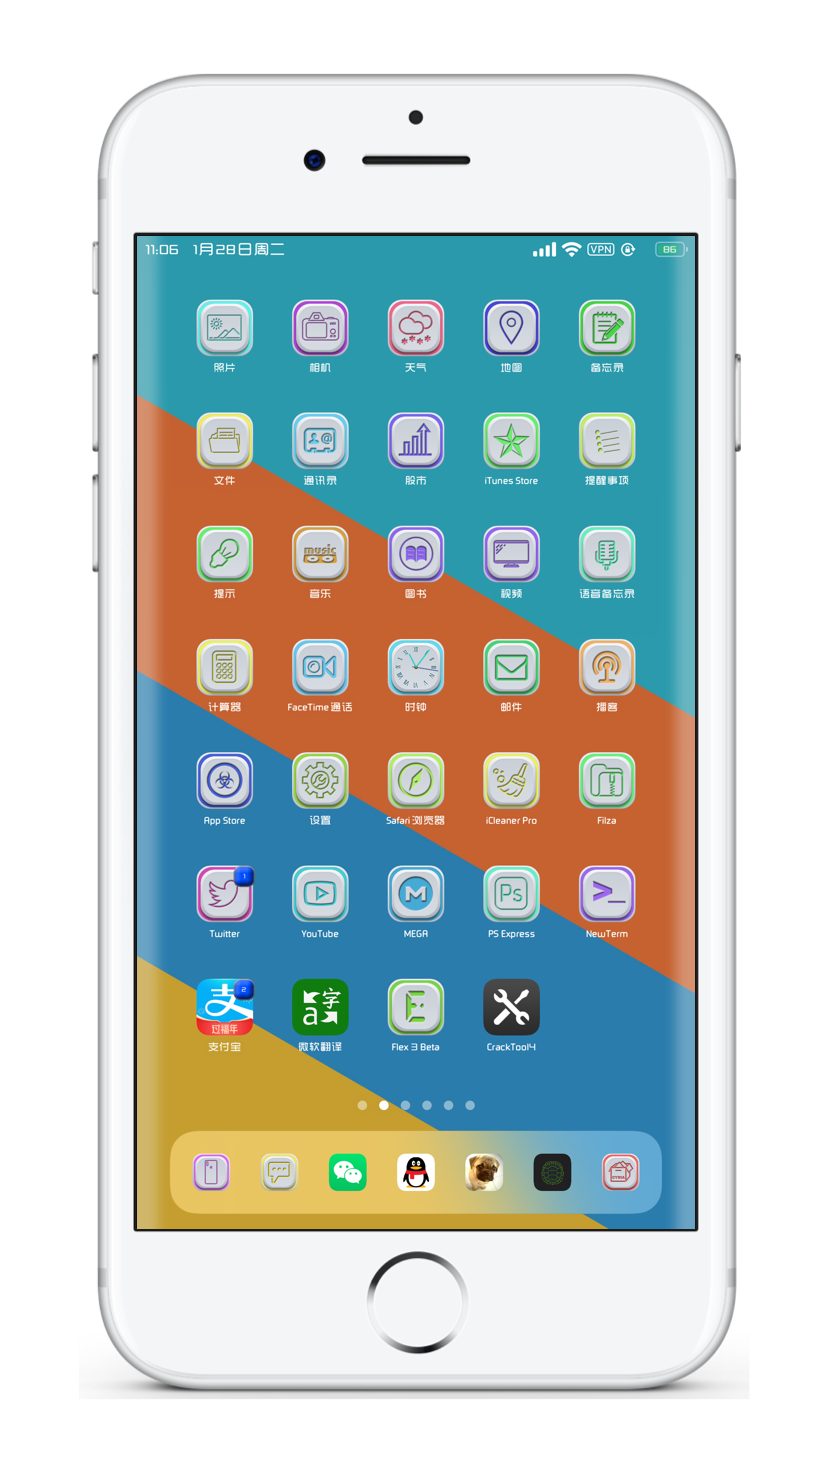 11:06 1月28日周二 VPN 86
照片 相机 天气 地图 备忘录
文件 通讯录 股市 iTunes Store 提醒事项
music
提示 音乐 图书 视频 语音备忘录
计算器 FaceTime 通话 时钟 邮件 播客
App Store 设置 Safari 浏览器 iCleaner Pro Filza
1
M Ps >_
Twitter YouTube MEGA PS Express NewTerm
2
支 字 a
过福年
支付宝 微软翻译 Flex 3 Beta CrackTool4